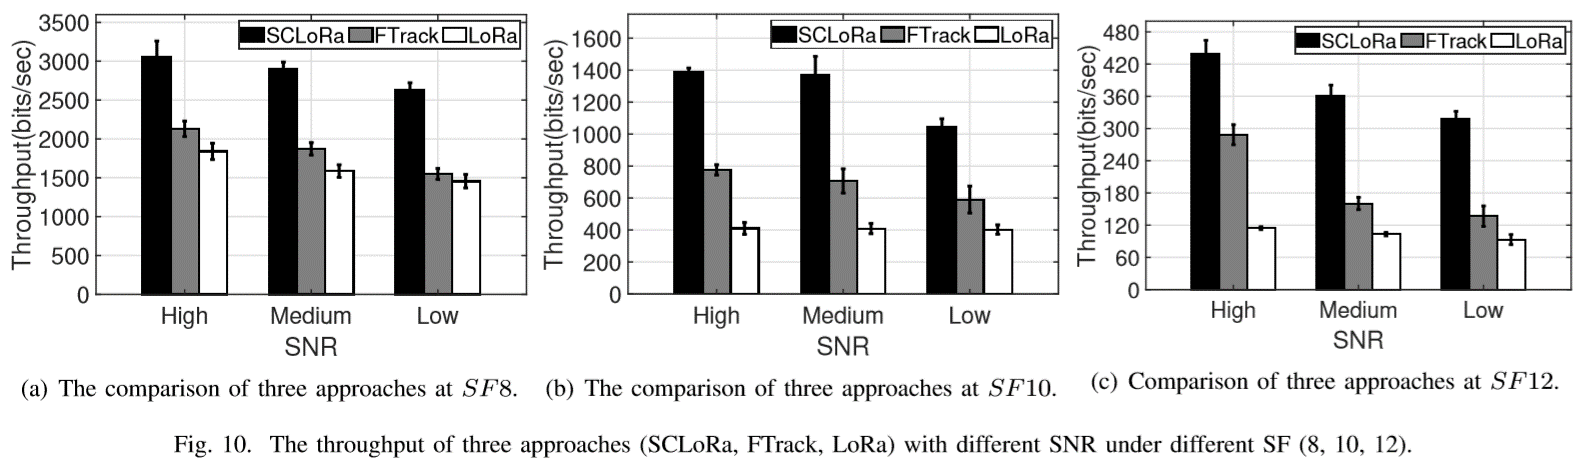 3500
3000
2500
2000
1500
1000
500
0
Throughput(bits/sec)
SCLoRa FTrack LoRa
High Medium Low
SNR
(a) The comparison of three approaches at SF8.
1600
1400
1200
1000
800
600
400
200
0
Throughput(bits/sec)
SCLoRa FTrack LoRa
High Medium Low
SNR
(b) The comparison of three approaches at SF10.
480
420
360
300
240
180
120
60
0
Throughput(bits/sec)
SCLoRa FTrack LoRa
High Medium Low
SNR
(c) Comparison of three approaches at SF12.
Fig. 10. The throughput of three approaches (SCLoRa, FTrack, LoRa) with different SNR under different SF (8, 10, 12).